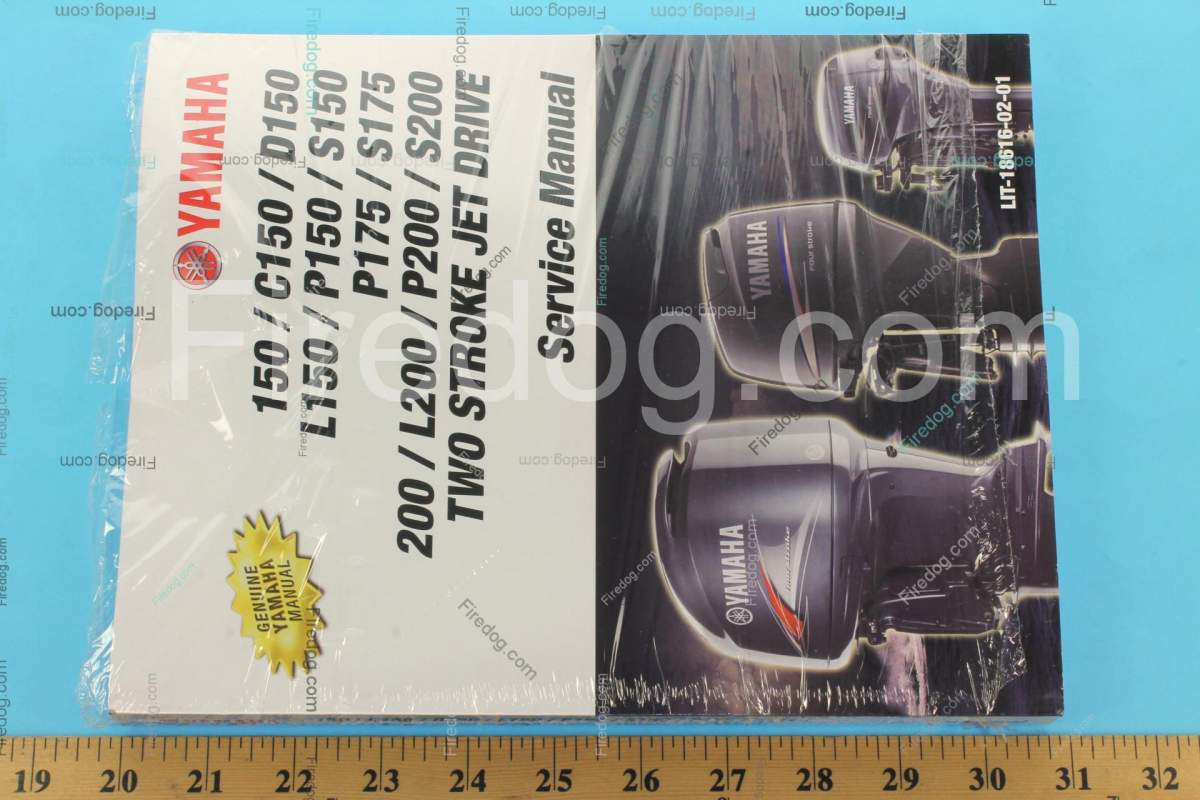 YAMAHA
150 / C150 / D150
L150 / P150 / S150
P175 / S175
200 / L200 / P200 / S200
TWO STROKE JET DRIVE
Service Manual
GENUINE
YAMAHA
MANUAL
YAMAHA
YAMAHA
FOUR STROKE
YAMAHA
LIT-18616-02-01
Firedog.com
19 20 21 22 23 24 25 26 27 28 29 30 31 32